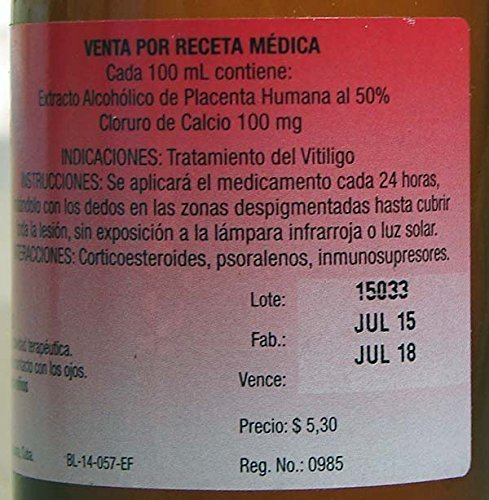 VENTA POR RECETA MÉDICA
Cada 100 mL contiene:
Extracto Alcohólico de Placenta Humana al 50%
Cloruro de Calcio 100 mg
INDICACIONES: Tratamiento del Vitiligo
INSTRUCCIONES: Se aplicará el medicamento cada 24 horas,
con los dedos en las zonas despigmentadas hasta cubrir
la lesión, sin exposición a la lámpara infrarroja o luz solar.
Corticoesteroides, psoralenos, inmunosupresores.
Lote: 15033
Fab.: JUL 15
Vence: JUL 18
terapéutica.
con los ojos.
Precio: $ 5,30
Cuba. BL-14-057-EF Reg. No.: 0985